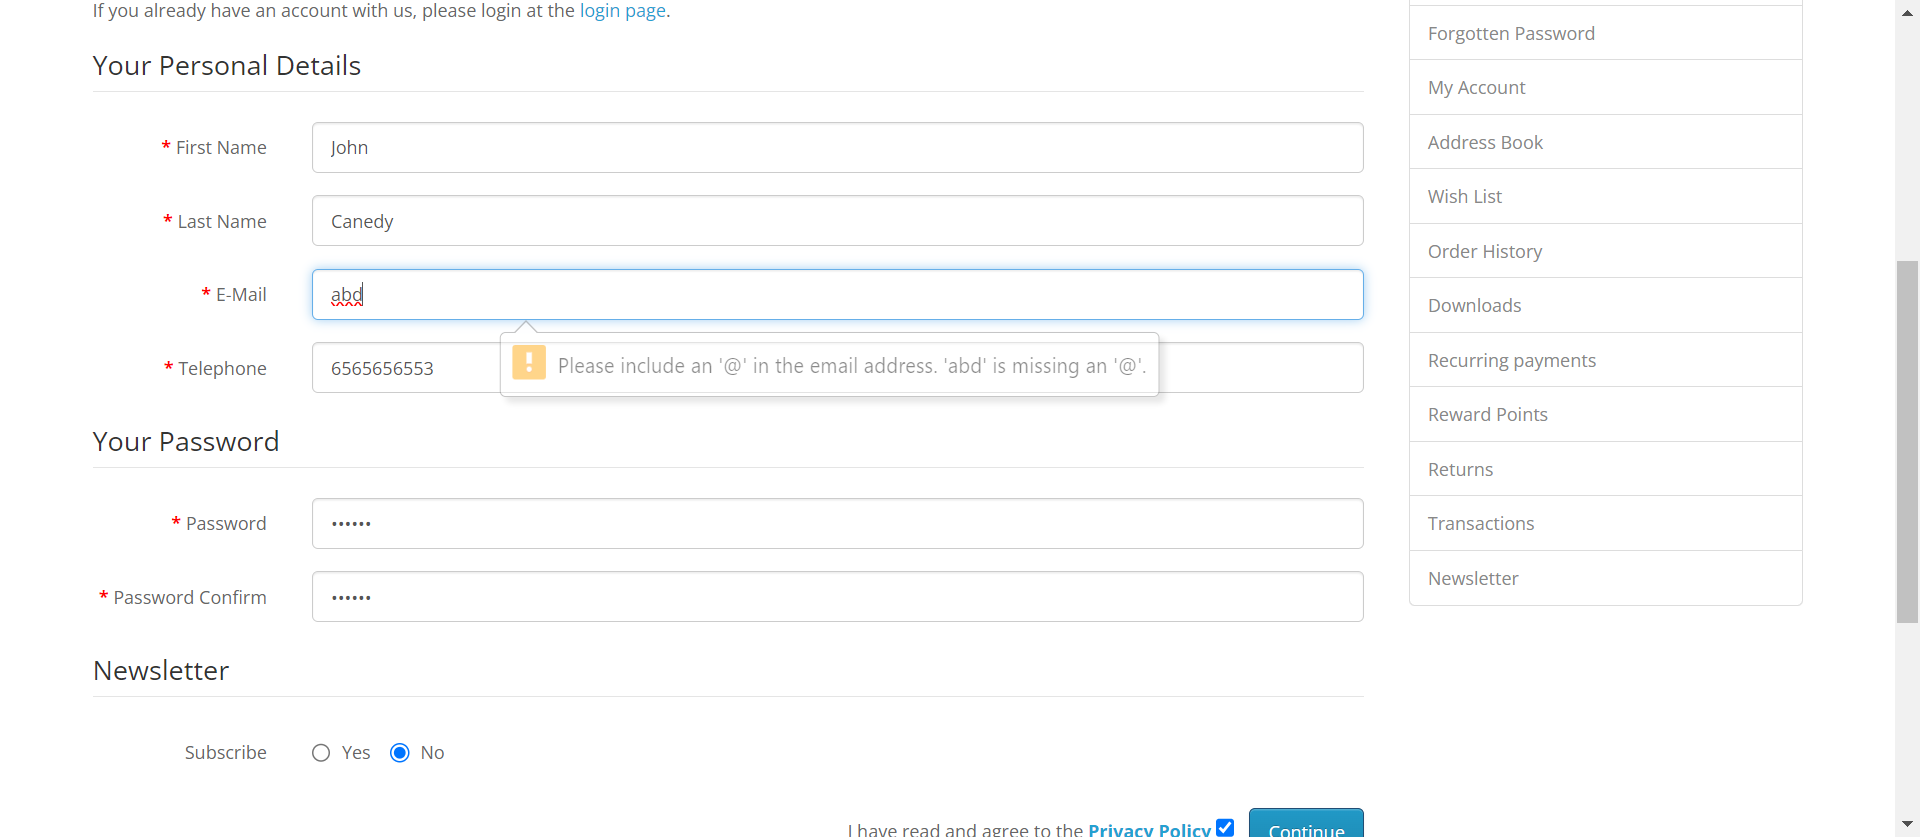 If you already have an account with us, please login at the login page.
Your Personal Details
* First Name
John
* Last Name
Canedy
* E-Mail
abd
Please include an '@' in the email address. 'abd' is missing an '@'.
* Telephone
6565656553
Your Password
* Password
••••••
* Password Confirm
••••••
Newsletter
Subscribe
Yes
No
I have read and agree to the Privacy Policy
Continue
Forgotten Password
My Account
Address Book
Wish List
Order History
Downloads
Recurring payments
Reward Points
Returns
Transactions
Newsletter